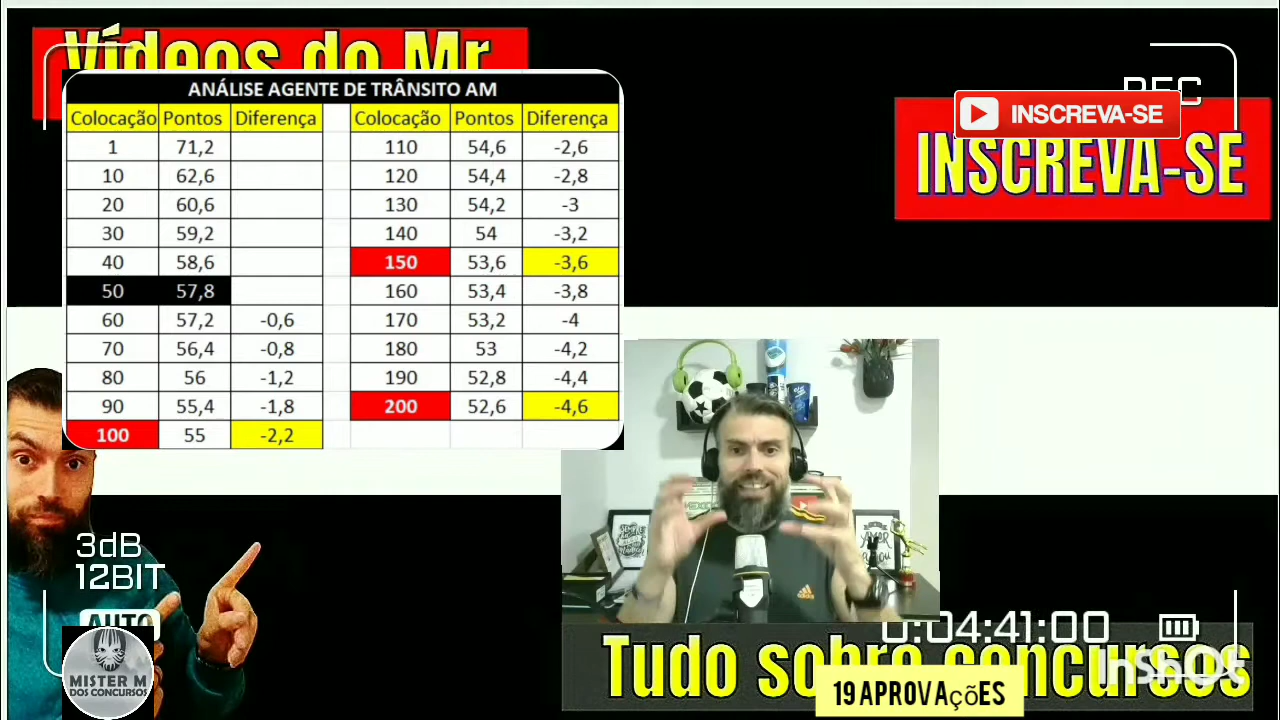 Vídeos do Mr
REC
INSCREVA-SE
INSCREVA-SE
ANÁLISE AGENTE DE TRÂNSITO AM
Colocação Pontos Diferença Colocação Pontos Diferença
1 71,2 110 54,6 -2,6
10 62,6 120 54,4 -2,8
20 60,6 130 54,2 -3
30 59,2 140 54 -3,2
40 58,6 150 53,6 -3,6
50 57,8 160 53,4 -3,8
60 57,2 -0,6 170 53,2 -4
70 56,4 -0,8 180 53 -4,2
80 56 -1,2 190 52,8 -4,4
90 55,4 -1,8 200 52,6 -4,6
100 55 -2,2
3dB
12BIT
AUTO
MISTER M
DOS CONCURSOS
0:04:41:00
InShOt
Tudo sobre concursos
19 APROVAçÕES